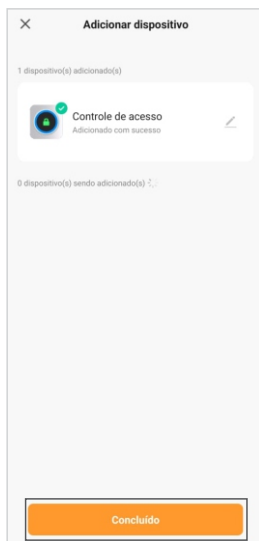 Adicionar dispositivo
1 dispositivo(s) adicionado(s)
Controle de acesso
Adicionado com sucesso
0 dispositivo(s) sendo adicionado(s)
Concluído